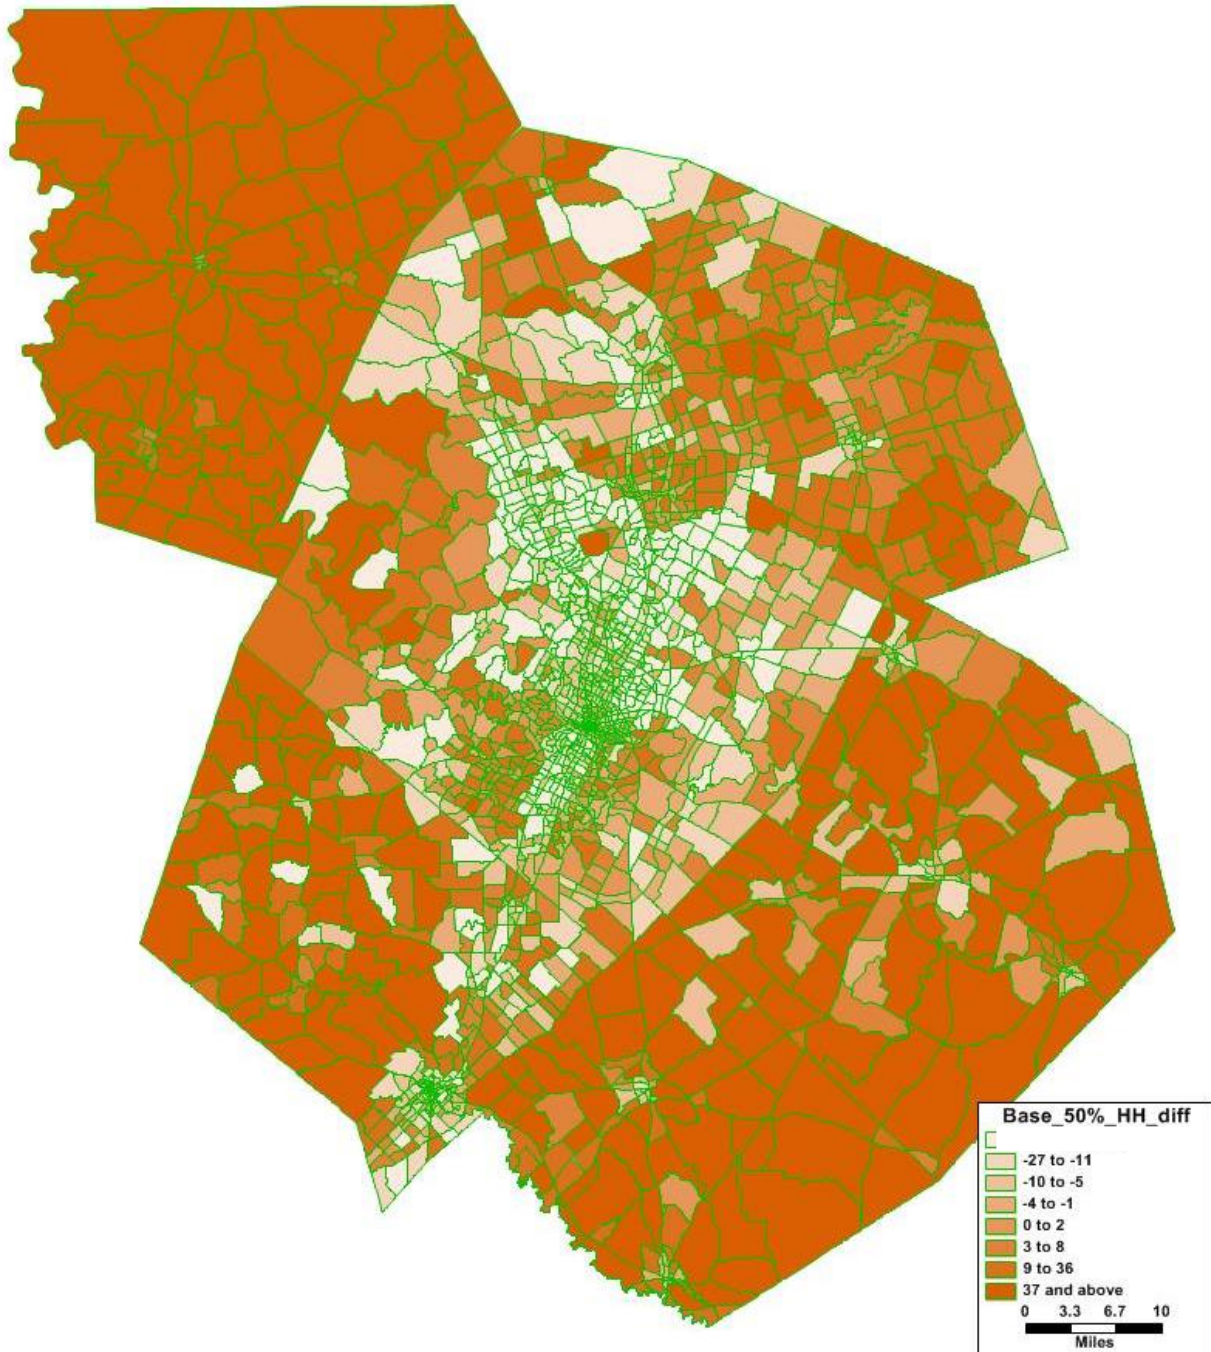 Base_50%_HH_diff
-27 to -11
-10 to -5
-4 to -1
0 to 2
3 to 8
9 to 36
37 and above
0 3.3 6.7 10
Miles